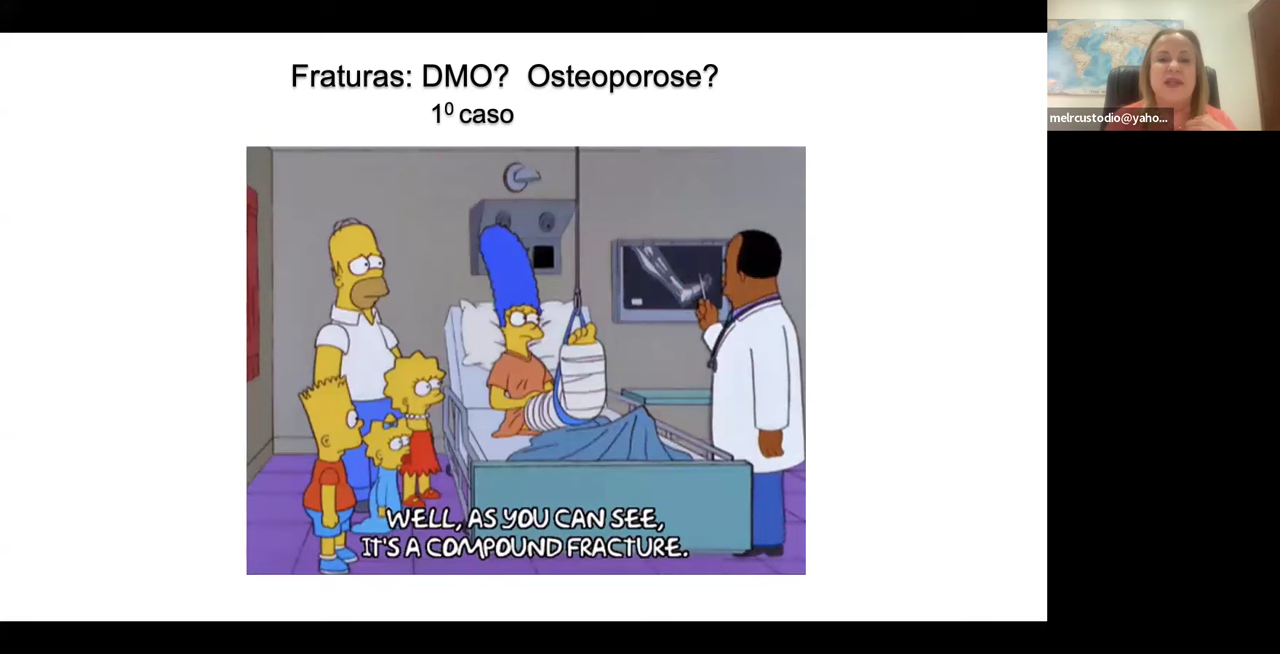 Fraturas: DMO? Osteoporose?
1⁰ caso
WELL, AS YOU CAN SEE,
IT'S A COMPOUND FRACTURE.
melrcustodio@yaho...